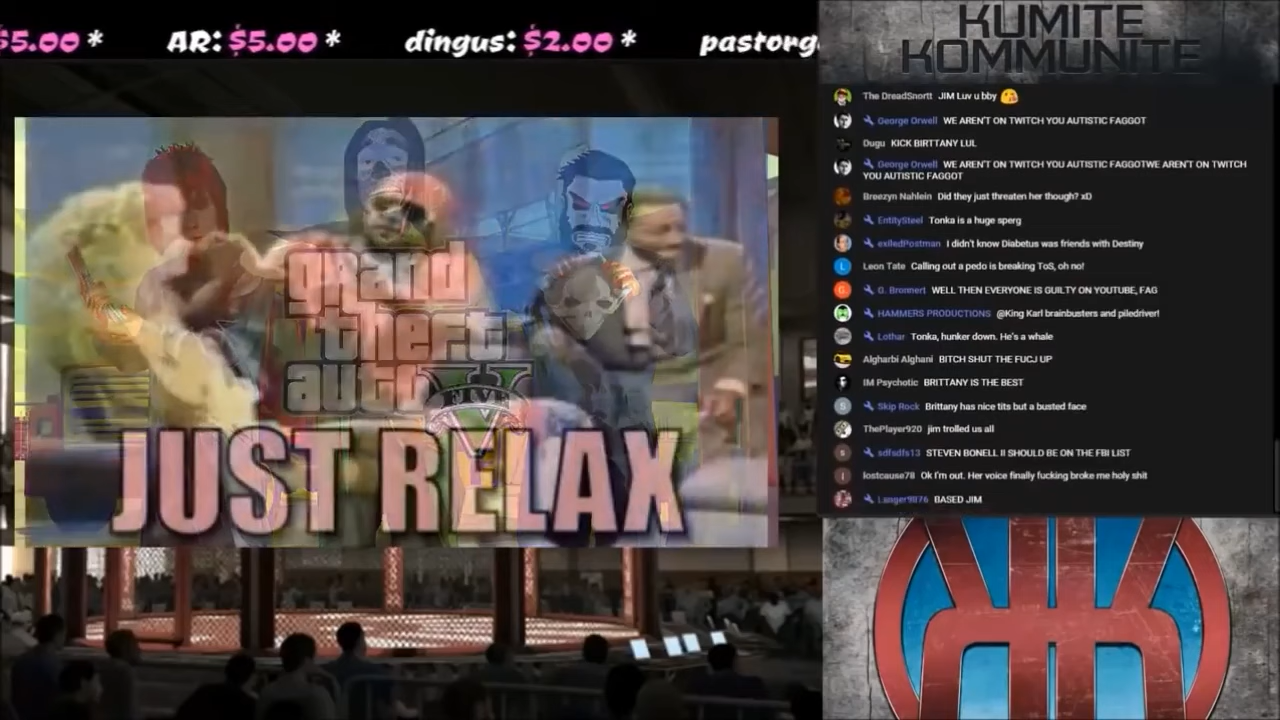 $5.00 *
AR: $5.00 *
dingus: $2.00 *
pastorg
KUMITE
KOMMUNITE
grand
theft
auto
V
FIVE
JUST RELAX
The DreadSnortt JIM Luv u bby 😘
George Orwell WE AREN'T ON TWITCH YOU AUTISTIC FAGGOT
Dugu KICK BIRTTANY LUL
George Orwell WE AREN'T ON TWITCH YOU AUTISTIC FAGGOTWE AREN'T ON TWITCH
YOU AUTISTIC FAGGOT
Breezyn Nahlein Did they just threaten her though? xD
EntitySteel Tonka is a huge sperg
exiledPostman I didn't know Diabetus was friends with Destiny
L Leon Tate Calling out a pedo is breaking ToS, oh no!
G. Bronnert WELL THEN EVERYONE IS GUILTY ON YOUTUBE, FAG
HAMMERS PRODUCTIONS @King Karl brainbusters and piledriver!
Lothar Tonka, hunker down. He's a whale
Algharbi Alghani BITCH SHUT THE FUCJ UP
IM Psychotic BRITTANY IS THE BEST
S Skip Rock Brittany has nice tits but a busted face
ThePlayer920 jim trolled us all
s sdfsdfs13 STEVEN BONELL II SHOULD BE ON THE FBI LIST
l lostcause78 Ok I'm out. Her voice finally fucking broke me holy shit
Langer9876 BASED JIM